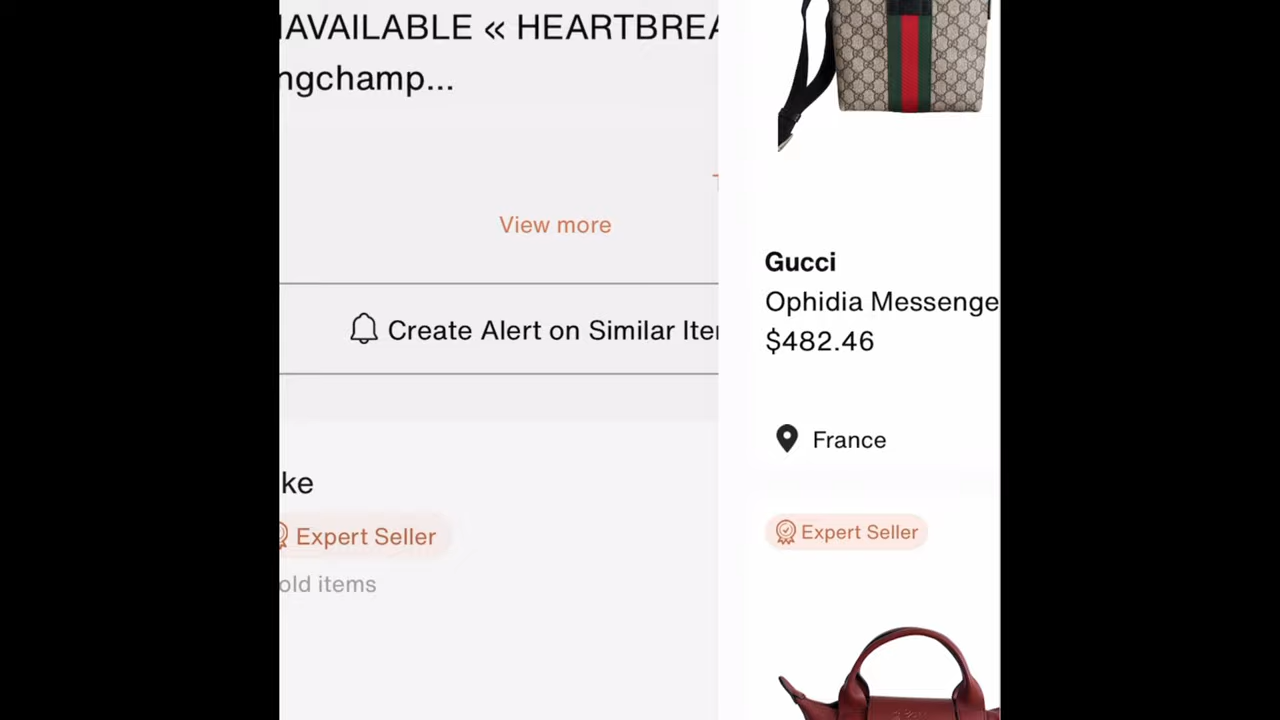 AVAILABLE « HEARTBREA
ngchamp...
View more
Create Alert on Similar Ite
ke
Expert Seller
old items
Gucci
Ophidia Messenge
$482.46
France
Expert Seller